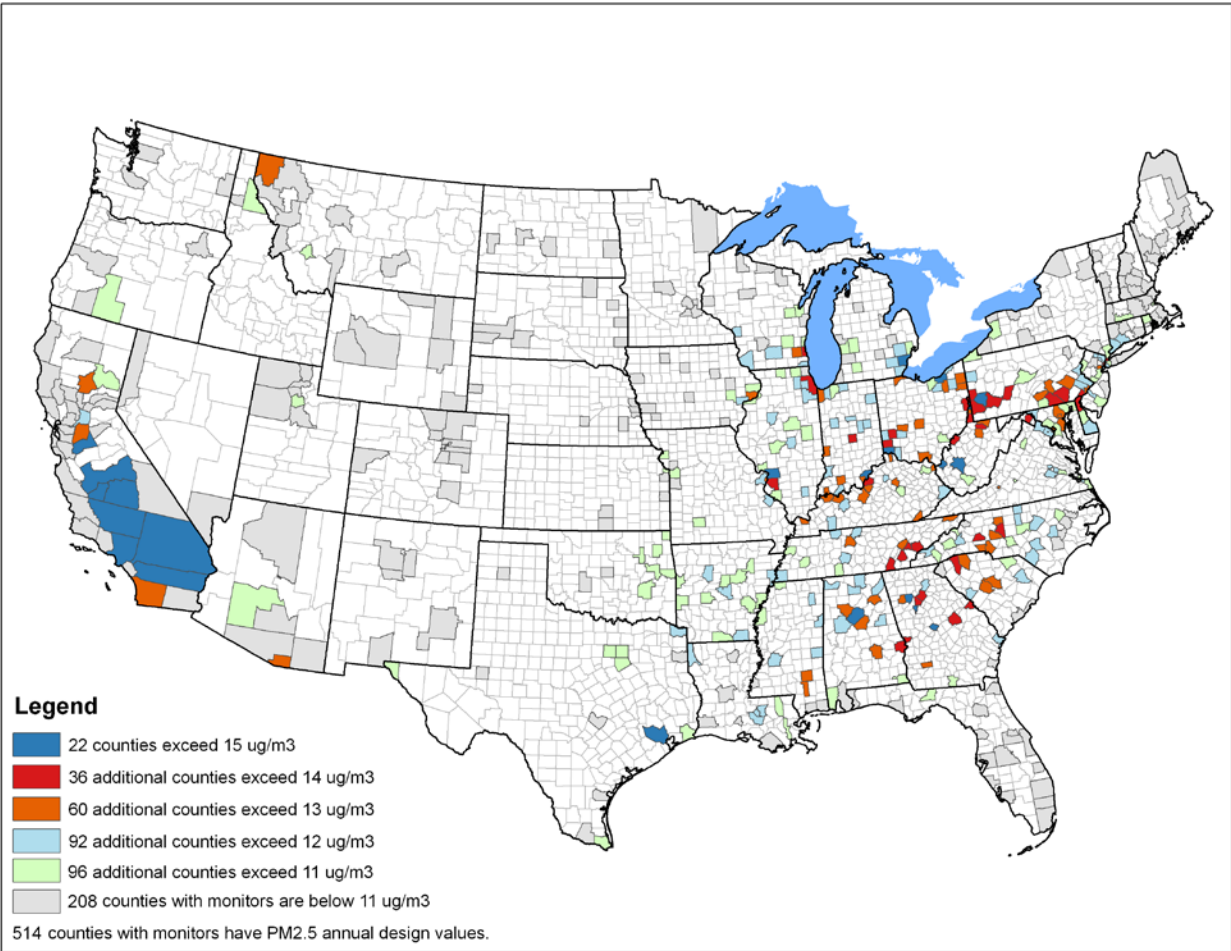 Legend
22 counties exceed 15 ug/m3
36 additional counties exceed 14 ug/m3
60 additional counties exceed 13 ug/m3
92 additional counties exceed 12 ug/m3
96 additional counties exceed 11 ug/m3
208 counties with monitors are below 11 ug/m3
514 counties with monitors have PM2.5 annual design values.